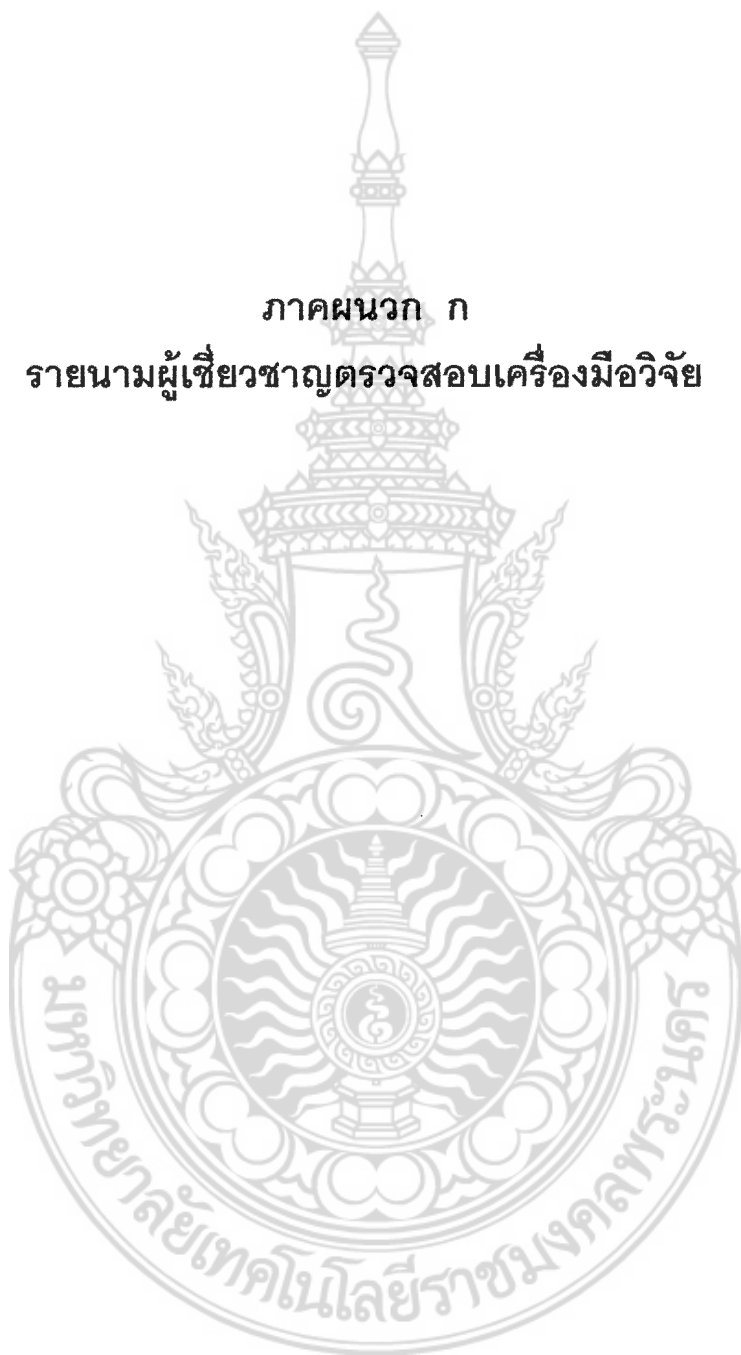 ภาคผนวก ก
รายนามผู้เชี่ยวชาญตรวจสอบเครื่องมือวิจัย
มหาวิทยาลัยเทคโนโลยีราชมงคลพระนคร